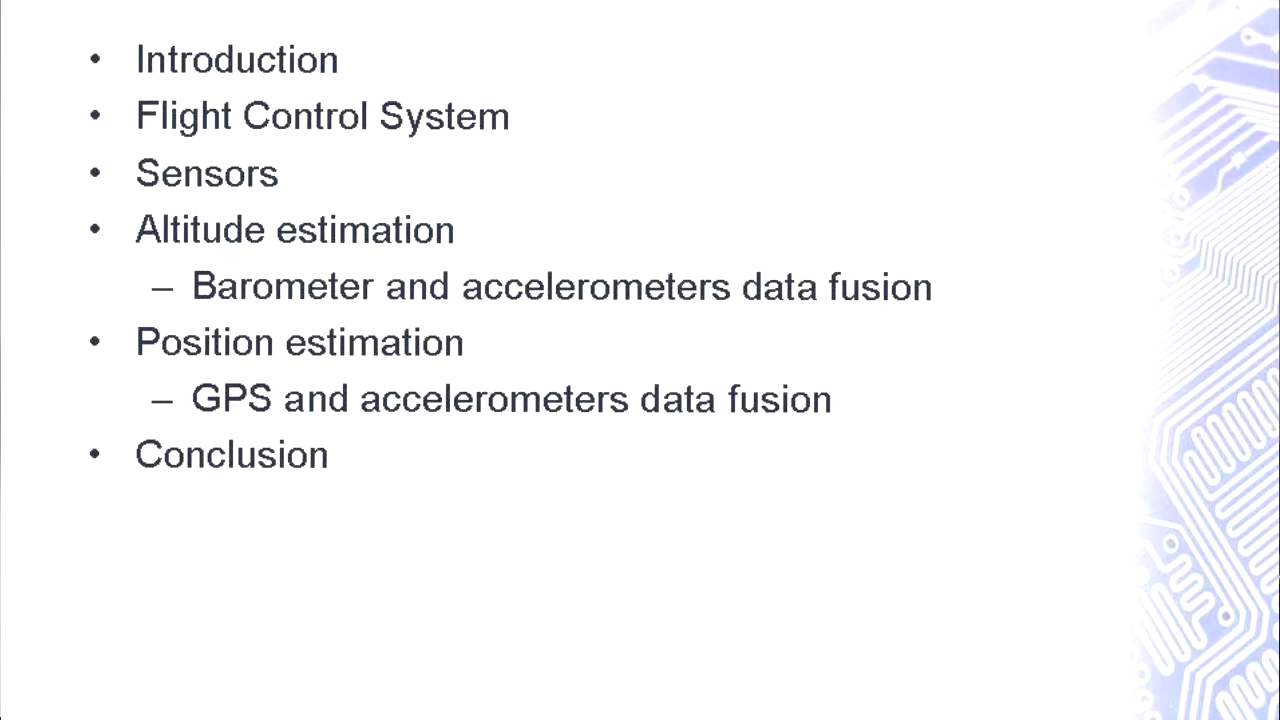 • Introduction
• Flight Control System
• Sensors
• Altitude estimation
– Barometer and accelerometers data fusion
• Position estimation
– GPS and accelerometers data fusion
• Conclusion